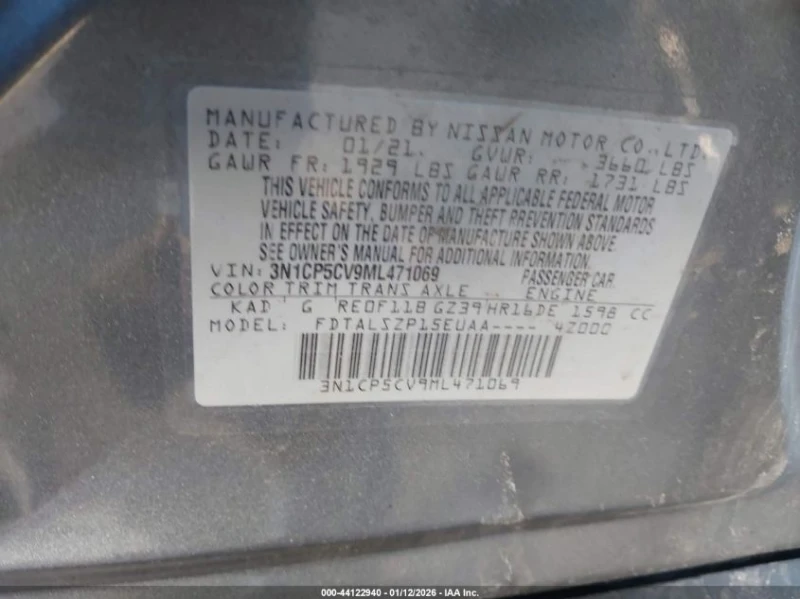 MANUFACTURED BY NISSAN MOTOR CO., LTD.
DATE: 01/21. GVWR: 3660 LBS
GAWR FR: 1929 LBS GAWR RR: 1731 LBS
THIS VEHICLE CONFORMS TO ALL APPLICABLE FEDERAL MOTOR
VEHICLE SAFETY, BUMPER AND THEFT PREVENTION STANDARDS
IN EFFECT ON THE DATE OF MANUFACTURE SHOWN ABOVE
SEE OWNER'S MANUAL FOR ADDITIONAL INFORMATION.
VIN: 3N1CP5CV9ML471069 PASSENGER CAR
COLOR TRIM TRANS AXLE ENGINE
KAD G RE0F11B GZ39 HR16DE 1598 CC
MODEL: FDTALSZP15EUAA---- 4Z000
3N1CP5CV9ML471069
000-44122940 - 01/12/2026 - IAA Inc.